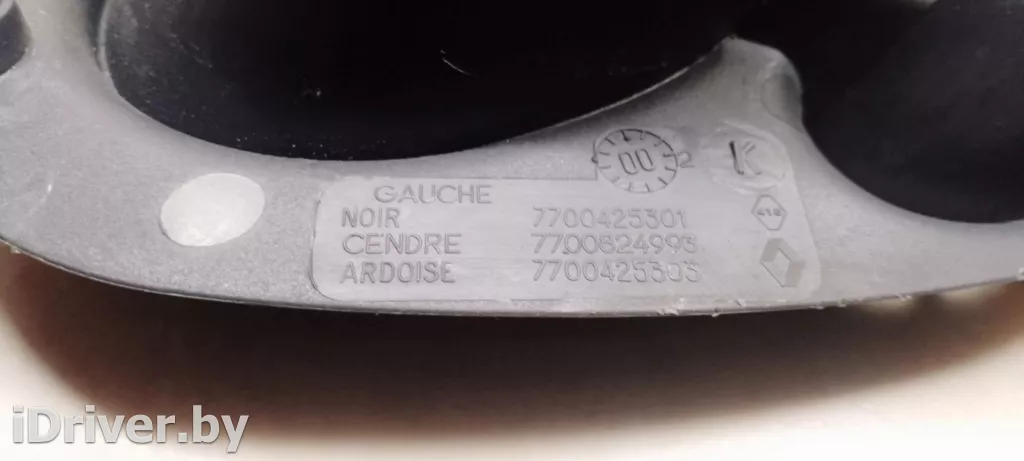 00 2
K
GAUCHE
NOIR 7700425301
CENDRE 7700824993
ARDOISE 7700425303
iDriver.by